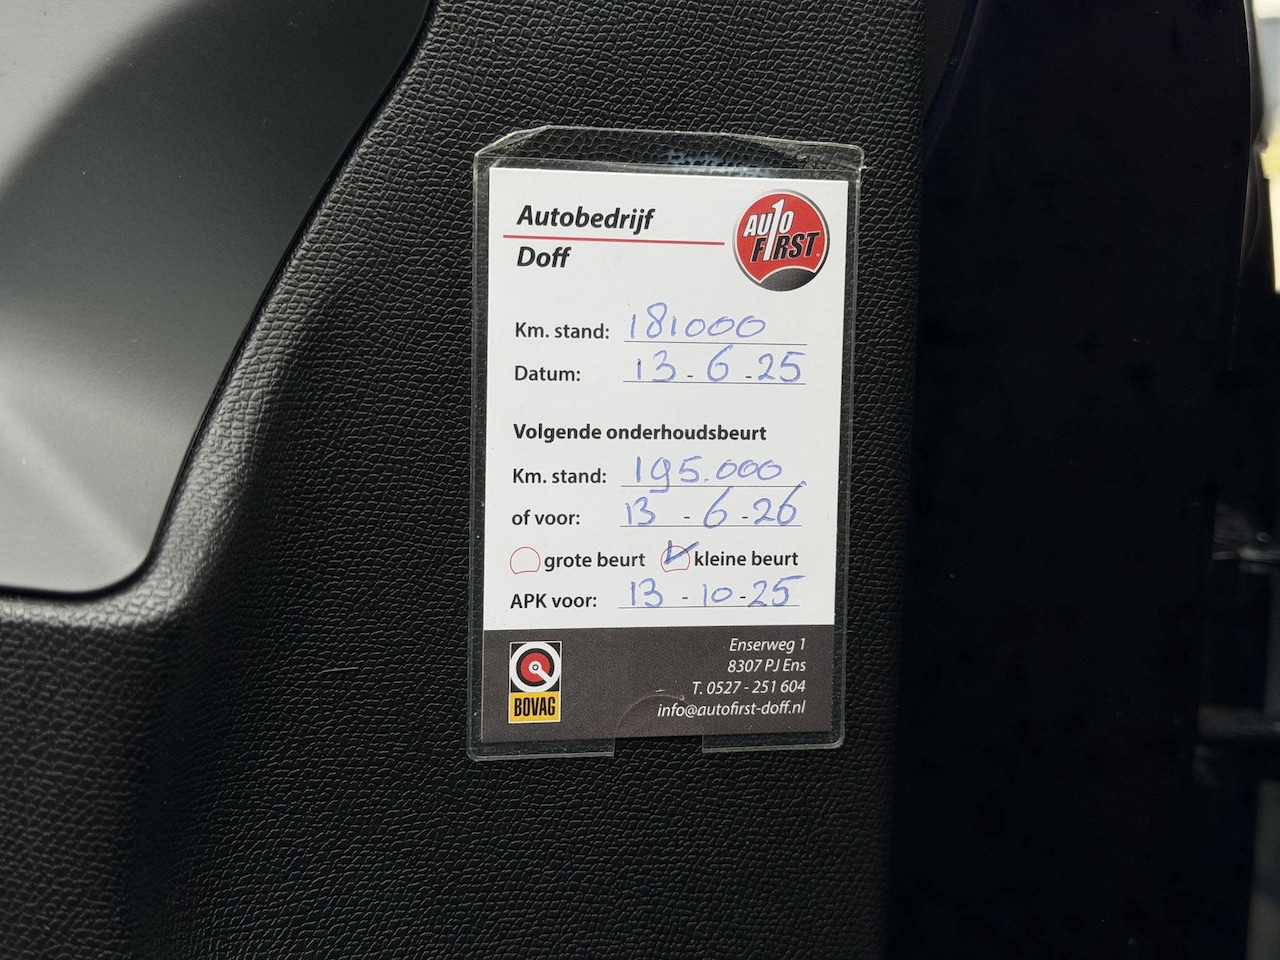 Autobedrijf
Doff
AUTO
FIRST
Km. stand: 181000
Datum: 13-6-25
Volgende onderhoudsbeurt
Km. stand: 195.000
of voor: 13-6-26
grote beurt kleine beurt
APK voor: 13-10-25
BOVAG
Enserweg 1
8307 PJ Ens
T. 0527 - 251 604
info@autofirst-doff.nl